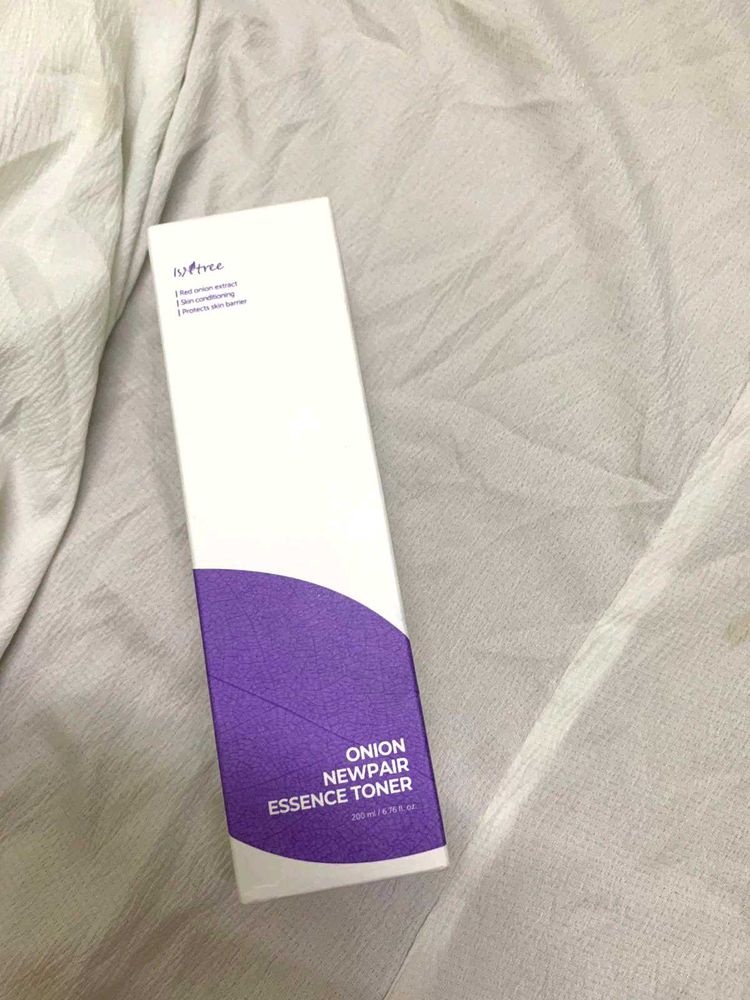 Isntree
Red onion extract
Skin conditioning
Protects skin barrier
ONION
NEWPAIR
ESSENCE TONER
200 ml / 6.76 fl. oz.